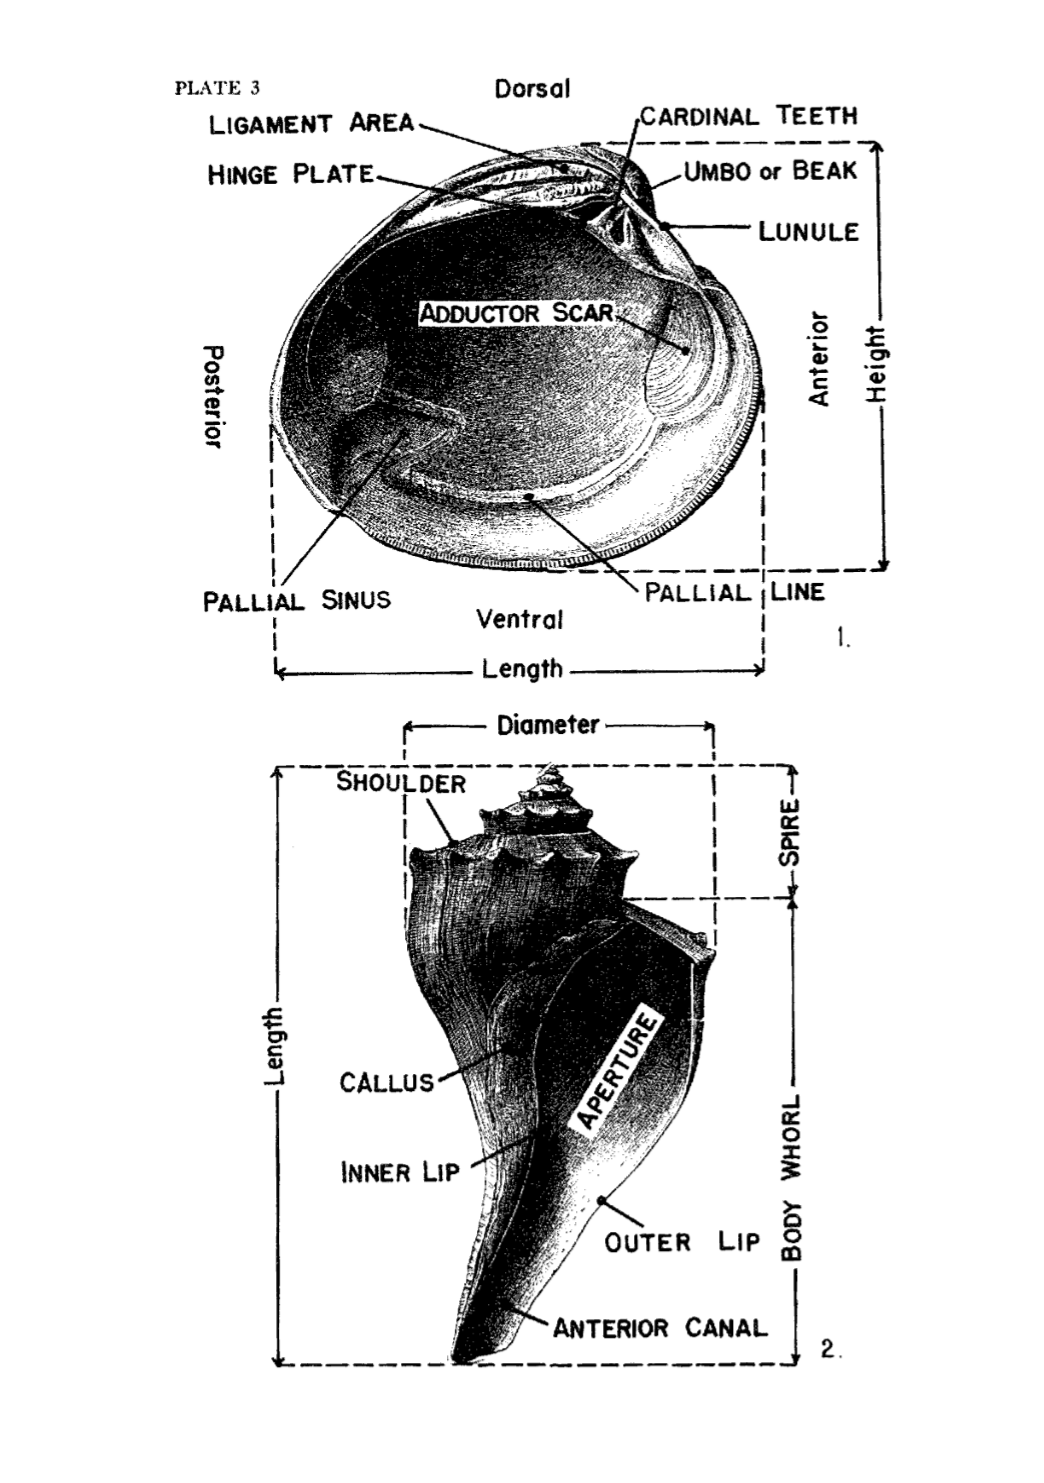 PLATE 3
Dorsal
LIGAMENT AREA
CARDINAL TEETH
HINGE PLATE
UMBO or BEAK
LUNULE
ADDUCTOR SCAR
Posterior
Anterior
Height
PALLIAL SINUS
PALLIAL LINE
Ventral
1.
Length
Diameter
SHOULDER
SPIRE
Length
APERTURE
CALLUS
BODY WHORL
INNER LIP
OUTER LIP
ANTERIOR CANAL
2.